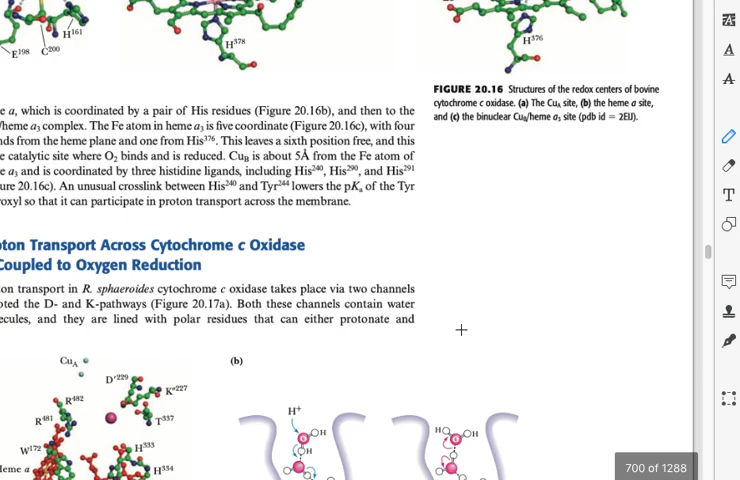 H161
E198
C200
H378
H376
FIGURE 20.16 Structures of the redox centers of bovine
cytochrome c oxidase. (a) The CuA site, (b) the heme a site,
and (c) the binuclear CuB/heme a3 site (pdb id = 2EIJ).
e a, which is coordinated by a pair of His residues (Figure 20.16b), and then to the
/heme a3 complex. The Fe atom in heme a3 is five coordinate (Figure 20.16c), with four
nds from the heme plane and one from His376. This leaves a sixth position free, and this
e catalytic site where O2 binds and is reduced. CuB is about 5Å from the Fe atom of
e a3 and is coordinated by three histidine ligands, including His240, His290, and His291
ure 20.16c). An unusual crosslink between His240 and Tyr244 lowers the pKa of the Tyr
roxyl so that it can participate in proton transport across the membrane.
oton Transport Across Cytochrome c Oxidase
Coupled to Oxygen Reduction
on transport in R. sphaeroides cytochrome c oxidase takes place via two channels
oted the D- and K-pathways (Figure 20.17a). Both these channels contain water
ecules, and they are lined with polar residues that can either protonate and
CuA
(b)
D"229
K"227
R482
R481
T337
W172
H333
Heme a
H334
H+
OH
OH
HO
OH
A
A
A
T
700 of 1288